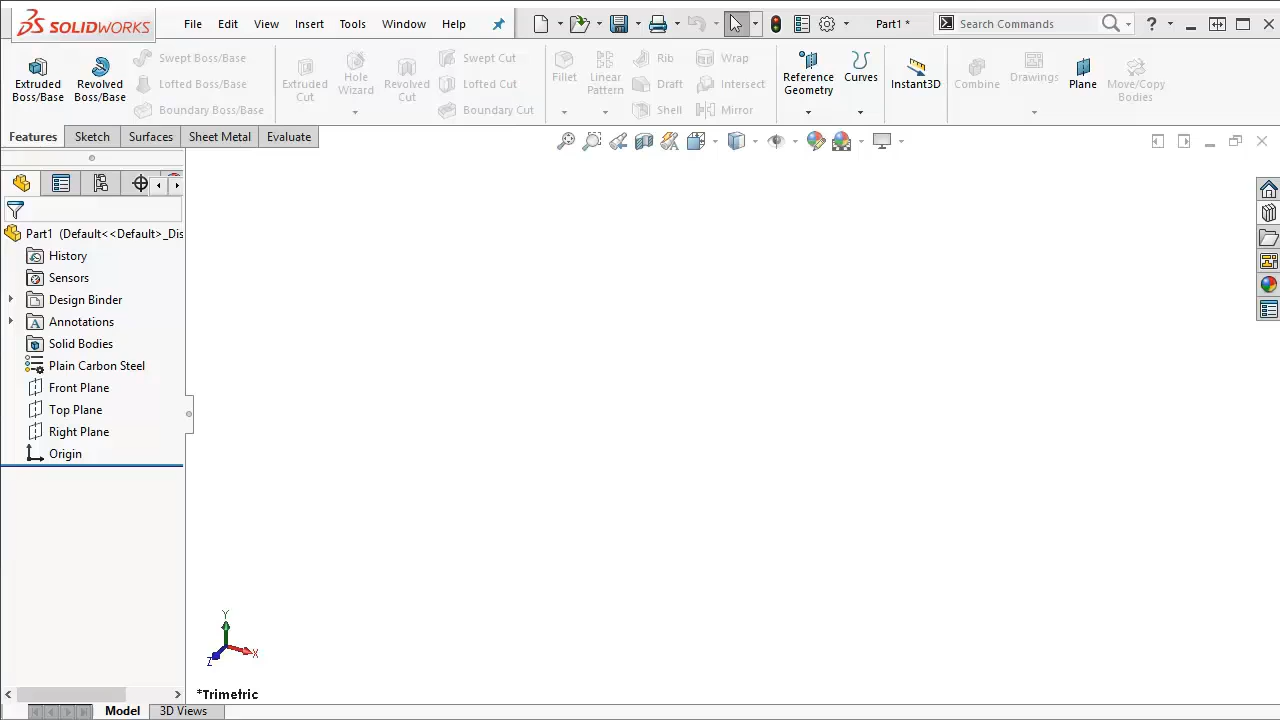 SOLIDWORKS File Edit View Insert Tools Window Help Part1 * Search Commands ?
Extruded Boss/Base
Revolved Boss/Base
Swept Boss/Base
Lofted Boss/Base
Boundary Boss/Base
Extruded Cut
Hole Wizard
Revolved Cut
Swept Cut
Lofted Cut
Boundary Cut
Fillet
Linear Pattern
Rib
Draft
Shell
Wrap
Intersect
Mirror
Reference Geometry
Curves
Instant3D
Combine
Drawings
Plane
Move/Copy Bodies
Features Sketch Surfaces Sheet Metal Evaluate
Part1 (Default<<Default>_Dis
History
Sensors
Design Binder
Annotations
Solid Bodies
Plain Carbon Steel
Front Plane
Top Plane
Right Plane
Origin
Y
X
Z
*Trimetric
Model 3D Views